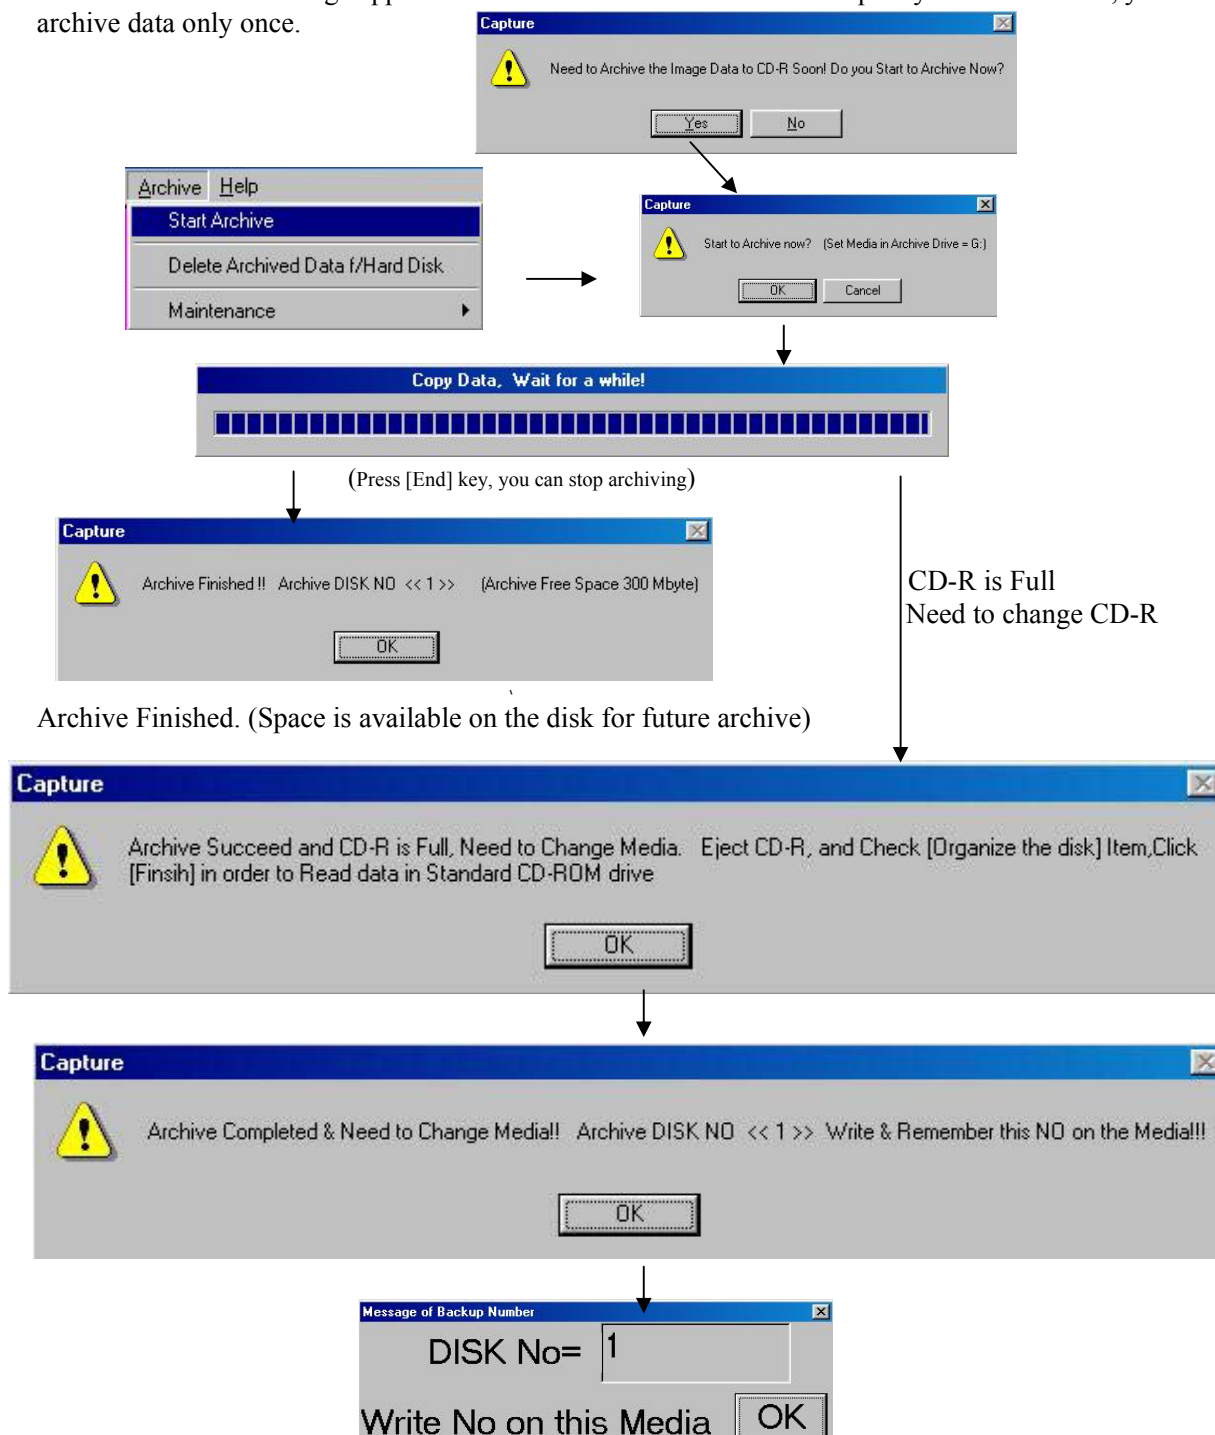 archive data only once.
Capture
Need to Archive the Image Data to CD-R Soon! Do you Start to Archive Now?
Yes No
Archive Help
Start Archive
Delete Archived Data f/Hard Disk
Maintenance
Capture
Start to Archive now? (Set Media in Archive Drive = G:)
OK Cancel
Copy Data, Wait for a while!
(Press [End] key, you can stop archiving)
Capture
Archive Finished !! Archive DISK NO << 1 >> (Archive Free Space 300 Mbyte)
OK
CD-R is Full
Need to change CD-R
Archive Finished. (Space is available on the disk for future archive)
Capture
Archive Succeed and CD-R is Full, Need to Change Media. Eject CD-R, and Check [Organize the disk] Item,Click
[Finsih] in order to Read data in Standard CD-ROM drive
OK
Capture
Archive Completed & Need to Change Media!! Archive DISK NO << 1 >> Write & Remember this NO on the Media!!!
OK
Message of Backup Number
DISK No= 1
Write No on this Media OK